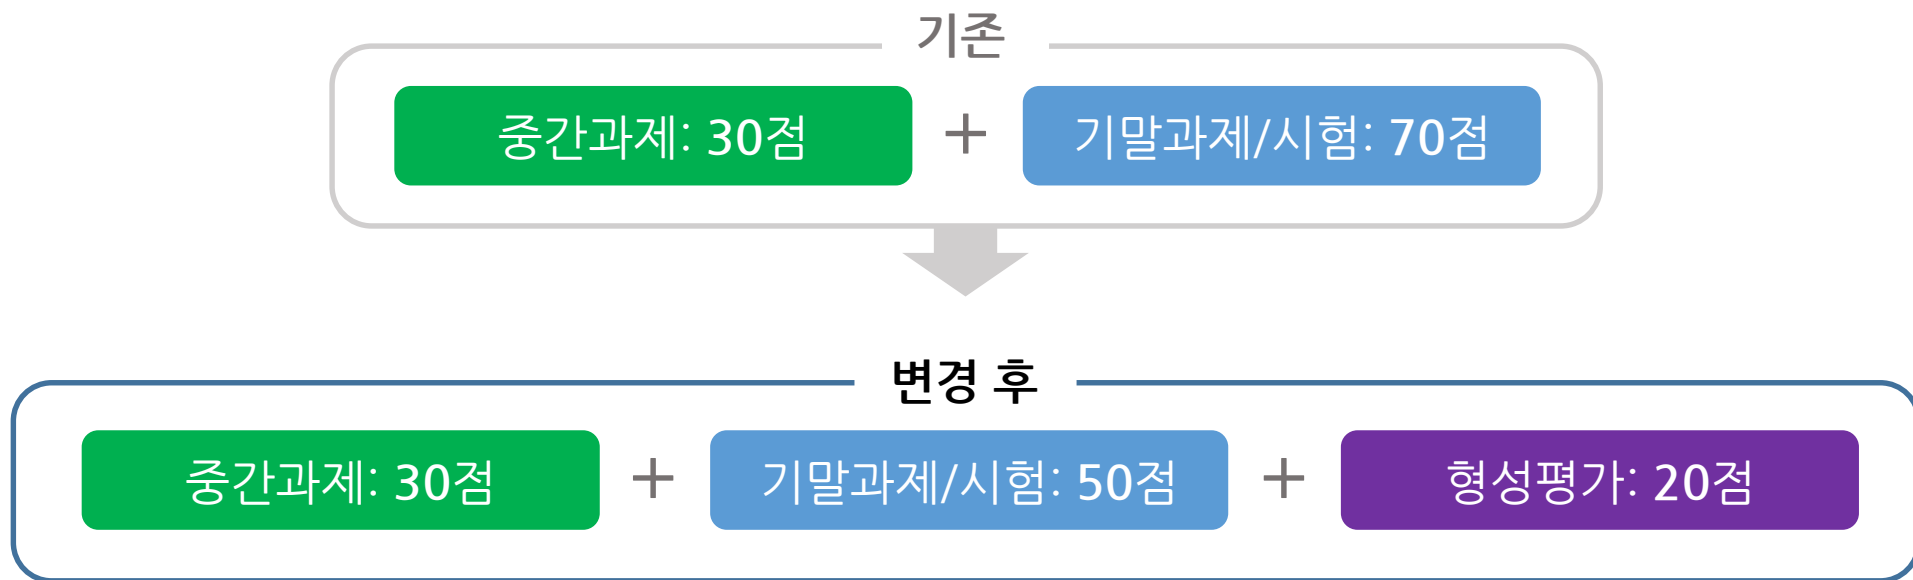 기존
중간과제: 30점 + 기말과제/시험: 70점
변경 후
중간과제: 30점 + 기말과제/시험: 50점 + 형성평가: 20점